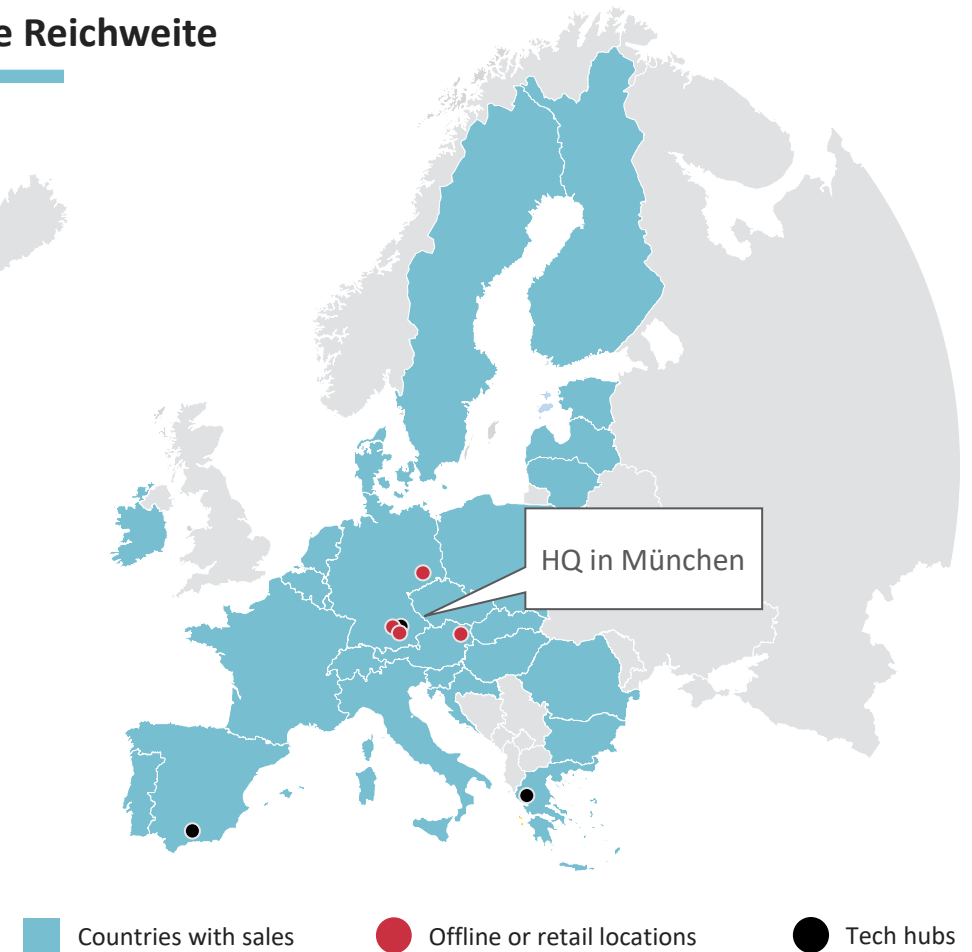 e Reichweite
HQ in München
Countries with sales
Offline or retail locations
Tech hubs